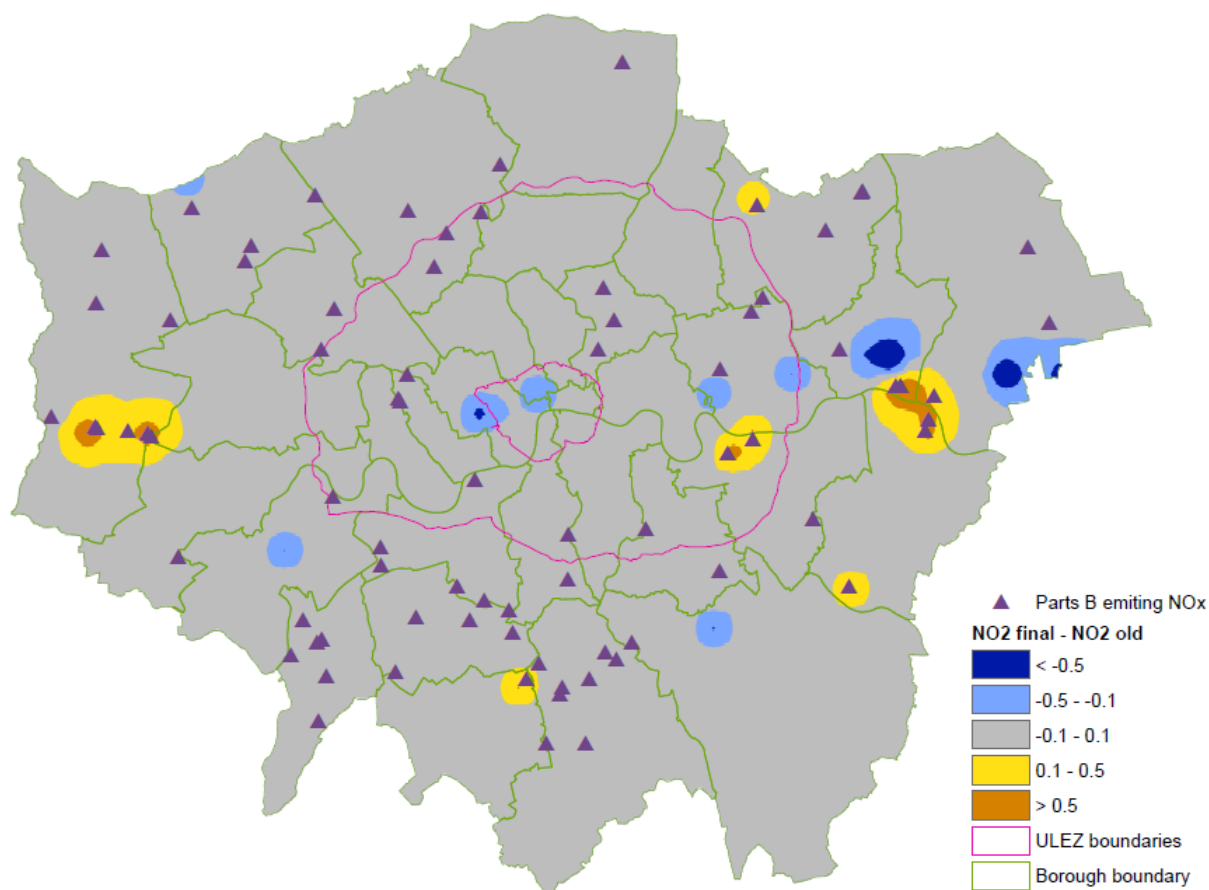 Parts B emiting NOx
NO2 final - NO2 old
< -0.5
-0.5 - -0.1
-0.1 - 0.1
0.1 - 0.5
> 0.5
ULEZ boundaries
Borough boundary